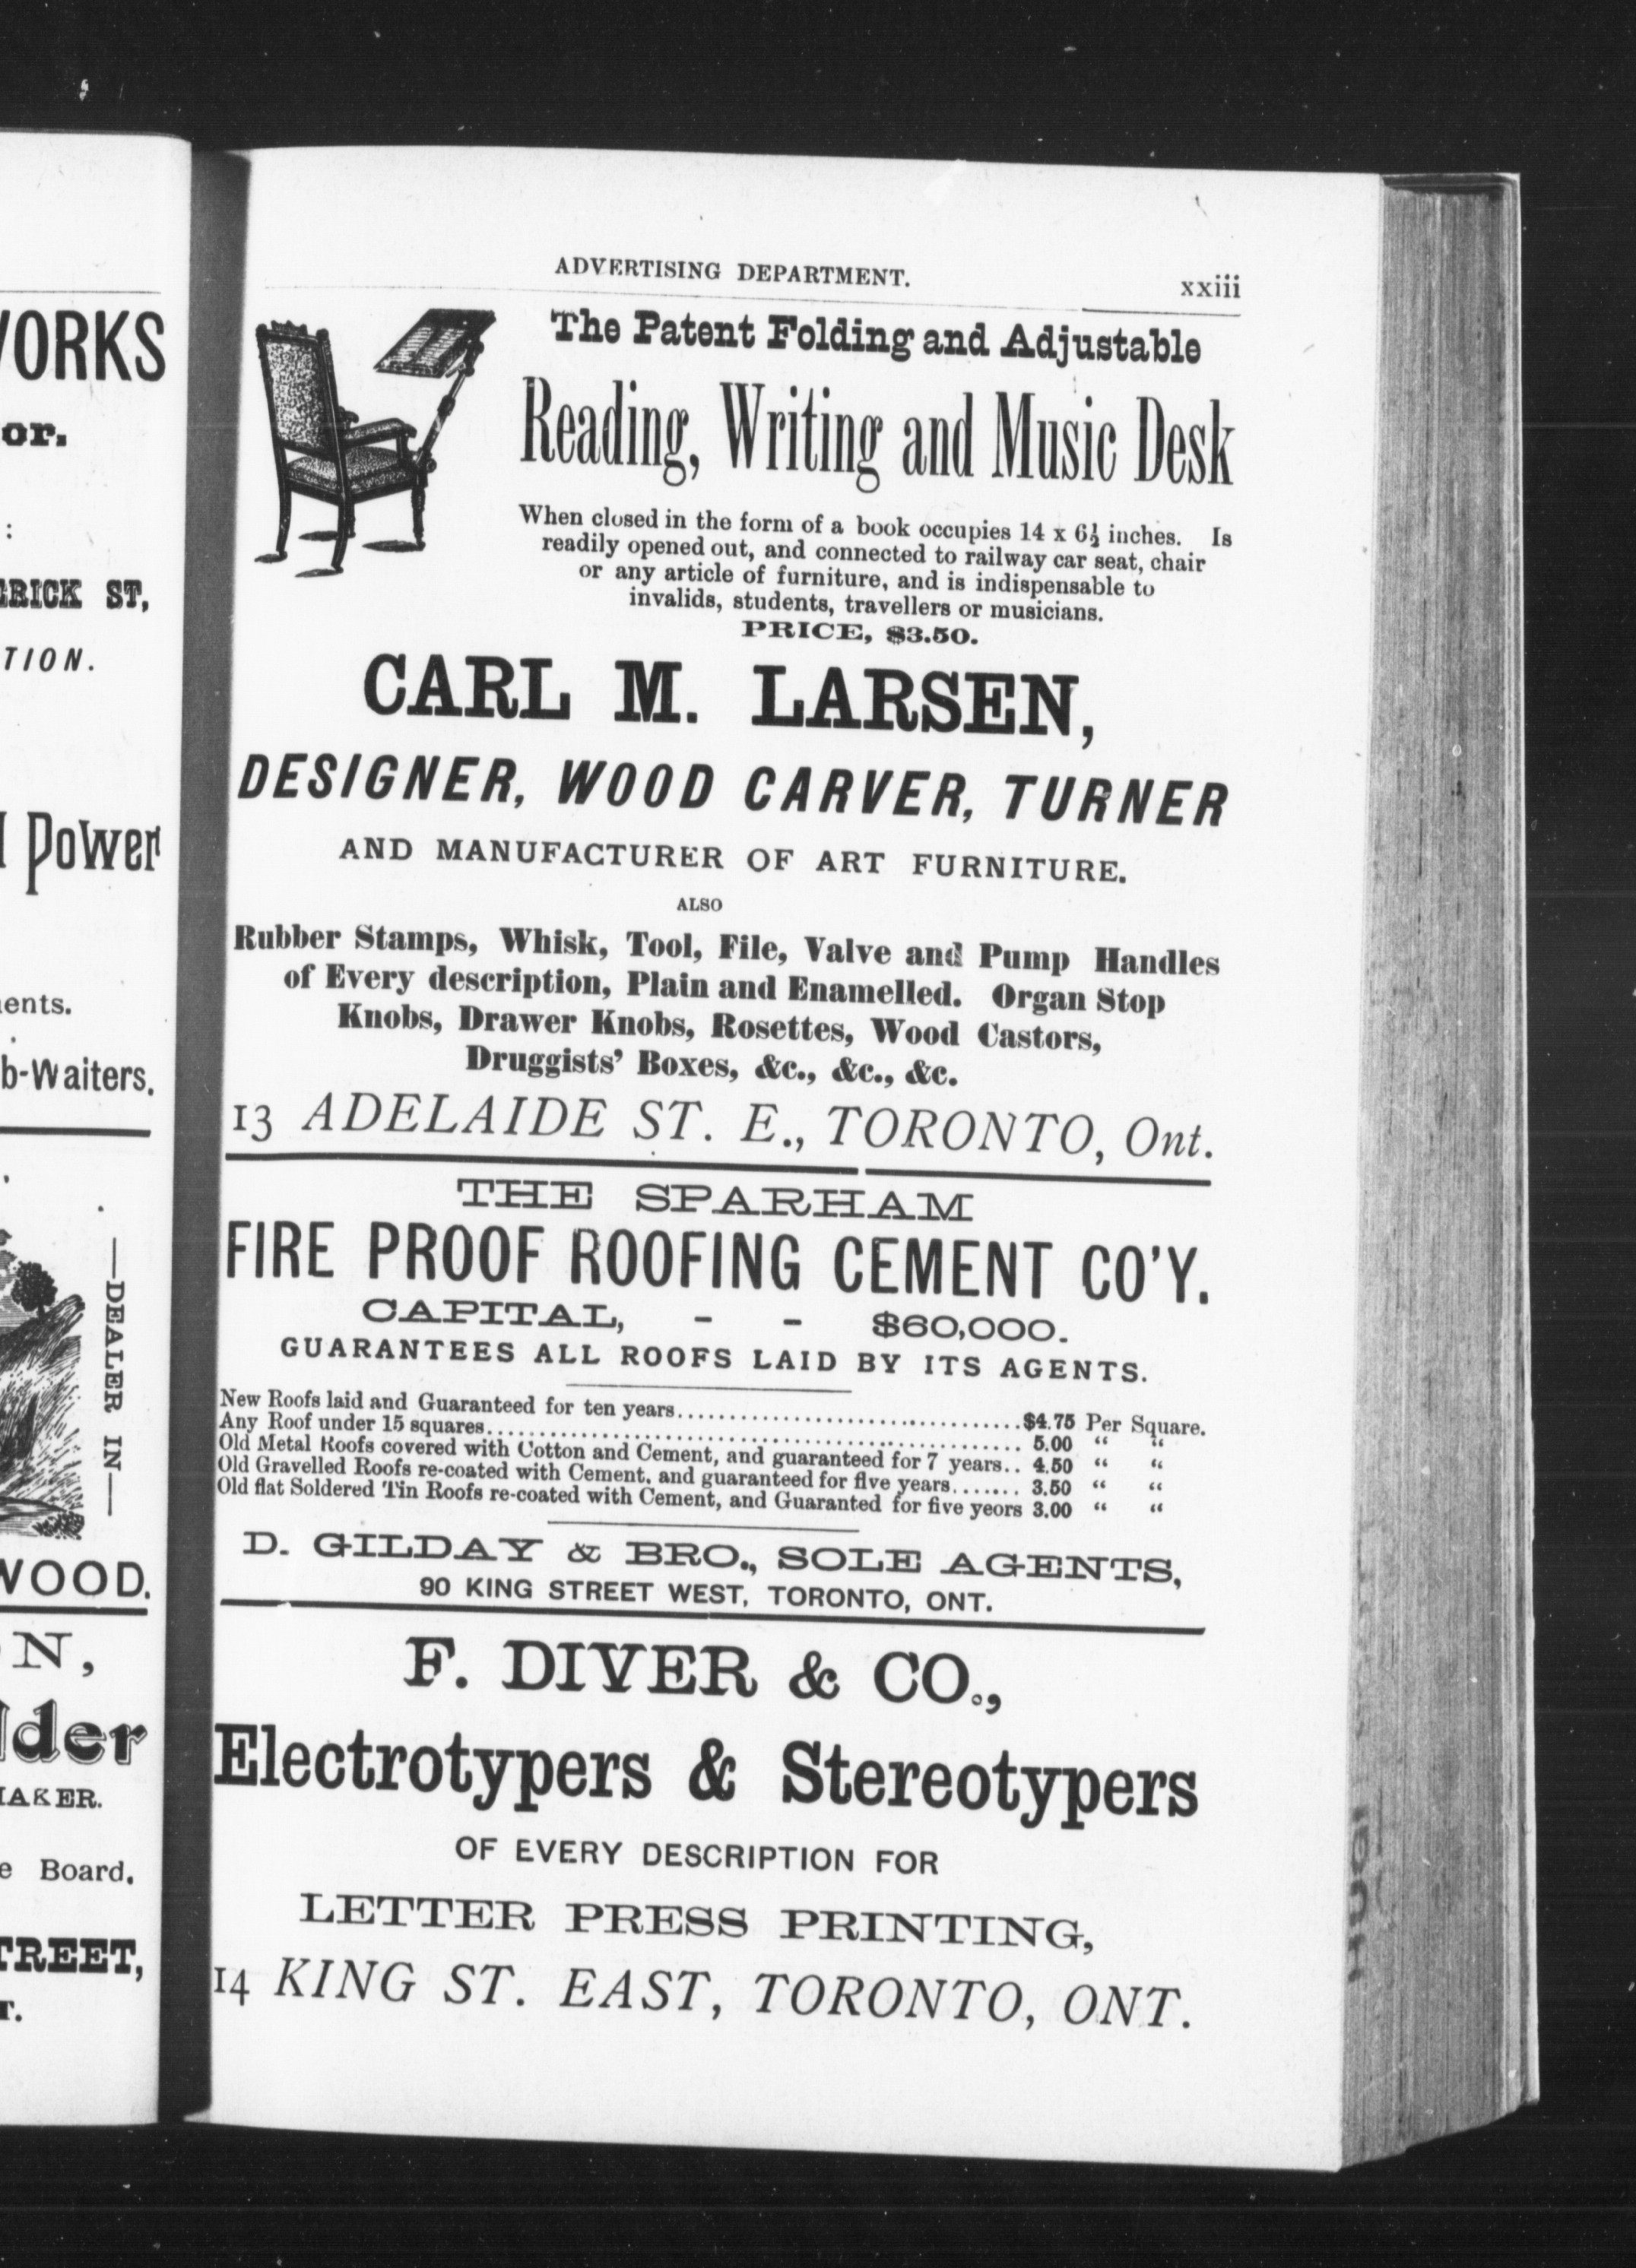 ORKS
or.
:
RICK ST,
TION.
Power
ents.
b-Waiters.
—DEALER IN—
WOOD.
N,
lder
AKER.
e Board.
TREET,
T.
ADVERTISING DEPARTMENT.
xxiii
The Patent Folding and Adjustable
Reading, Writing and Music Desk
When closed in the form of a book occupies 14 x 6½ inches. Is
readily opened out, and connected to railway car seat, chair
or any article of furniture, and is indispensable to
invalids, students, travellers or musicians.
PRICE, $3.50.
CARL M. LARSEN,
DESIGNER, WOOD CARVER, TURNER
AND MANUFACTURER OF ART FURNITURE.
ALSO
Rubber Stamps, Whisk, Tool, File, Valve and Pump Handles
of Every description, Plain and Enamelled. Organ Stop
Knobs, Drawer Knobs, Rosettes, Wood Castors,
Druggists' Boxes, &c., &c., &c.
13 ADELAIDE ST. E., TORONTO, Ont.
THE SPARHAM
FIRE PROOF ROOFING CEMENT CO'Y.
CAPITAL, - - $60,000.
GUARANTEES ALL ROOFS LAID BY ITS AGENTS.
New Roofs laid and Guaranteed for ten years.................................$4.75 Per Square.
Any Roof under 15 squares................................................... 5.00 " "
Old Metal Roofs covered with Cotton and Cement, and guaranteed for 7 years.. 4.50 " "
Old Gravelled Roofs re-coated with Cement, and guaranteed for five years....... 3.50 " "
Old flat Soldered Tin Roofs re-coated with Cement, and Guaranted for five yeors 3.00 " "
D. GILDAY & BRO., SOLE AGENTS,
90 KING STREET WEST, TORONTO, ONT.
F. DIVER & CO.,
Electrotypers & Stereotypers
OF EVERY DESCRIPTION FOR
LETTER PRESS PRINTING,
14 KING ST. EAST, TORONTO, ONT.